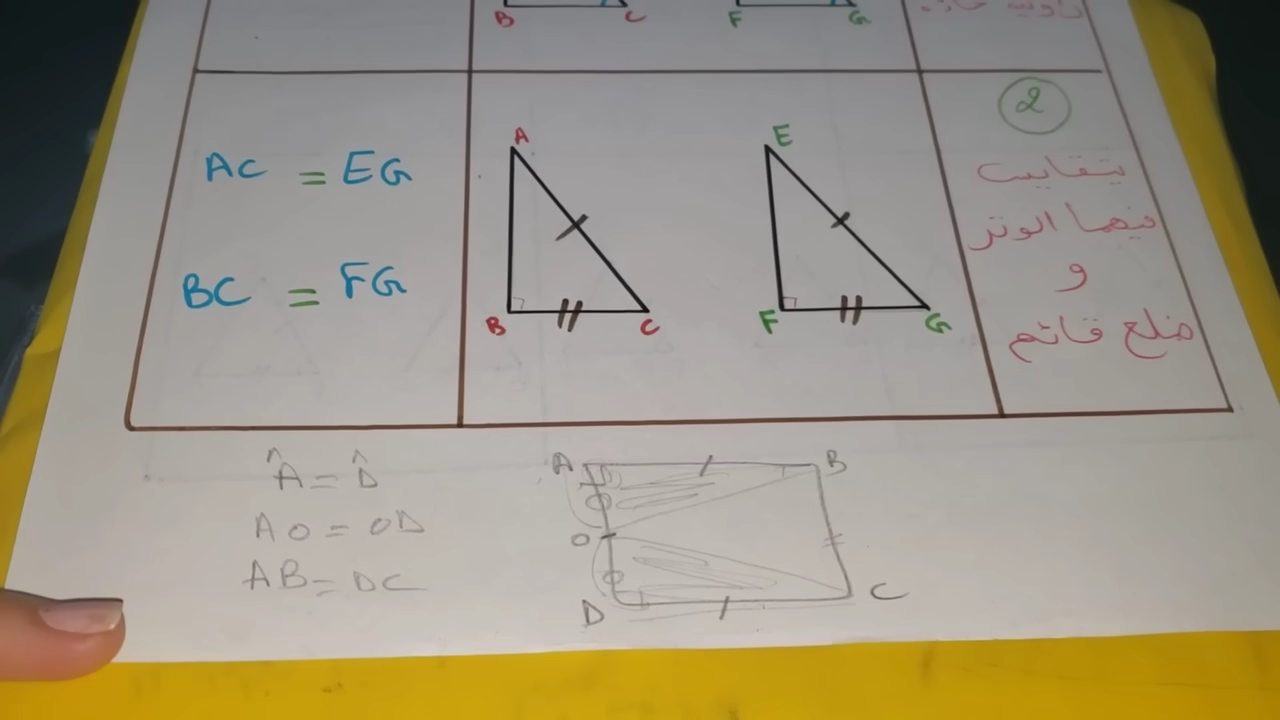 B C F G
2
AC = EG
BC = FG
A B C
E F G
يتقايس
فيهما الوتر
و
ضلع قائم
Â = D̂
AO = OD
AB = DC
A B
O
D C